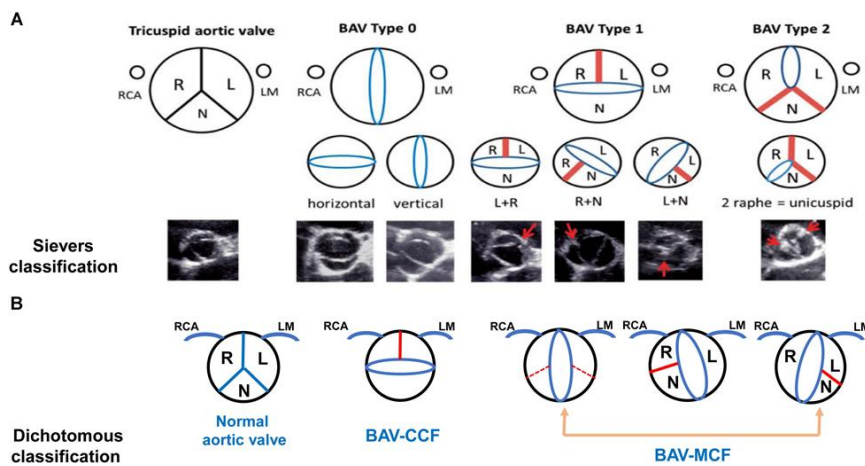 A
Tricuspid aortic valve
BAV Type 0
BAV Type 1
BAV Type 2
R L
N
RCA LM
RCA LM
R L
N
RCA LM
R L
N
RCA LM
R L
N
R
N
L
R
L
N
R L
N
horizontal vertical L+R R+N L+N 2 raphe = unicuspid
Sievers
classification
B
RCA LM
R L
N
RCA LM
RCA LM
RCA LM
R
N
L
RCA LM
R
L
N
Normal
aortic valve
BAV-CCF
BAV-MCF
Dichotomous
classification